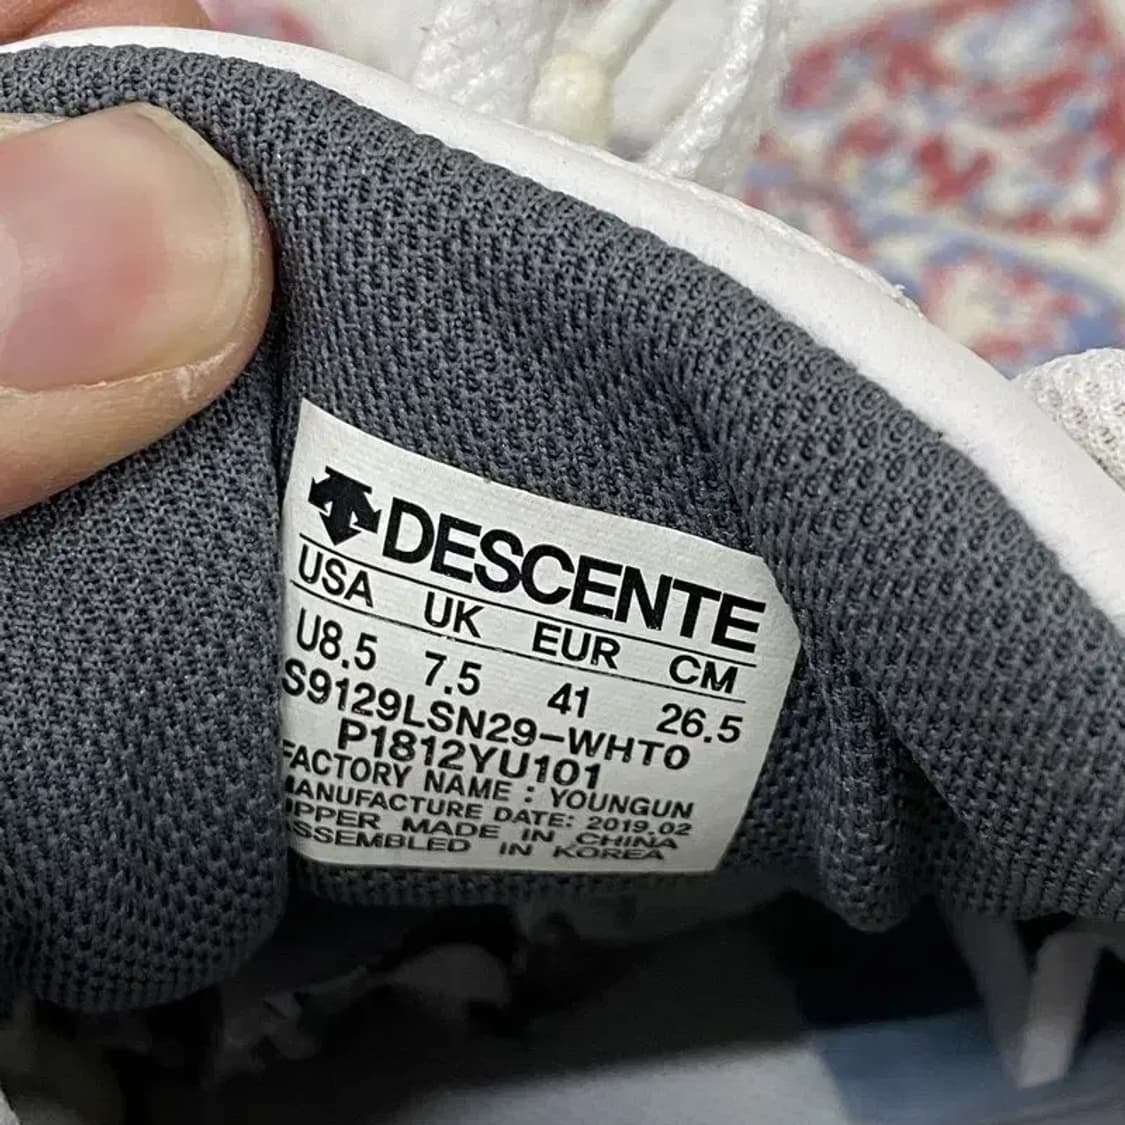 DESCENTE
USA UK EUR CM
U8.5 7.5 41 26.5
S9129LSN29-WHT0
P1812YU101
FACTORY NAME : YOUNGUN
MANUFACTURE DATE: 2019.02
UPPER MADE IN CHINA
ASSEMBLED IN KOREA